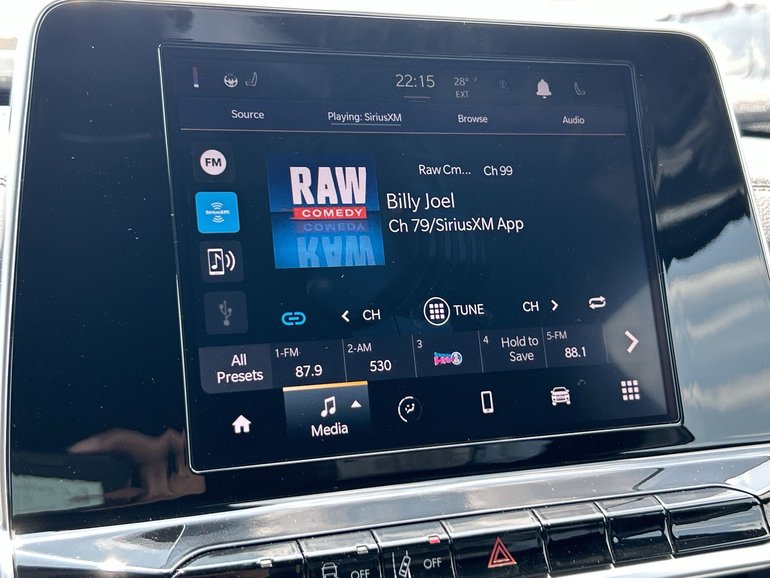 22:15
28°
EXT
Source
Playing: SiriusXM
Browse
Audio
FM
SiriusXM
RAW
COMEDY
Raw Cm...
Ch 99
Billy Joel
Ch 79/SiriusXM App
CH
TUNE
CH
All
Presets
1-FM
87.9
2-AM
530
3
4
Hold to
Save
5-FM
88.1
Media
OFF
OFF